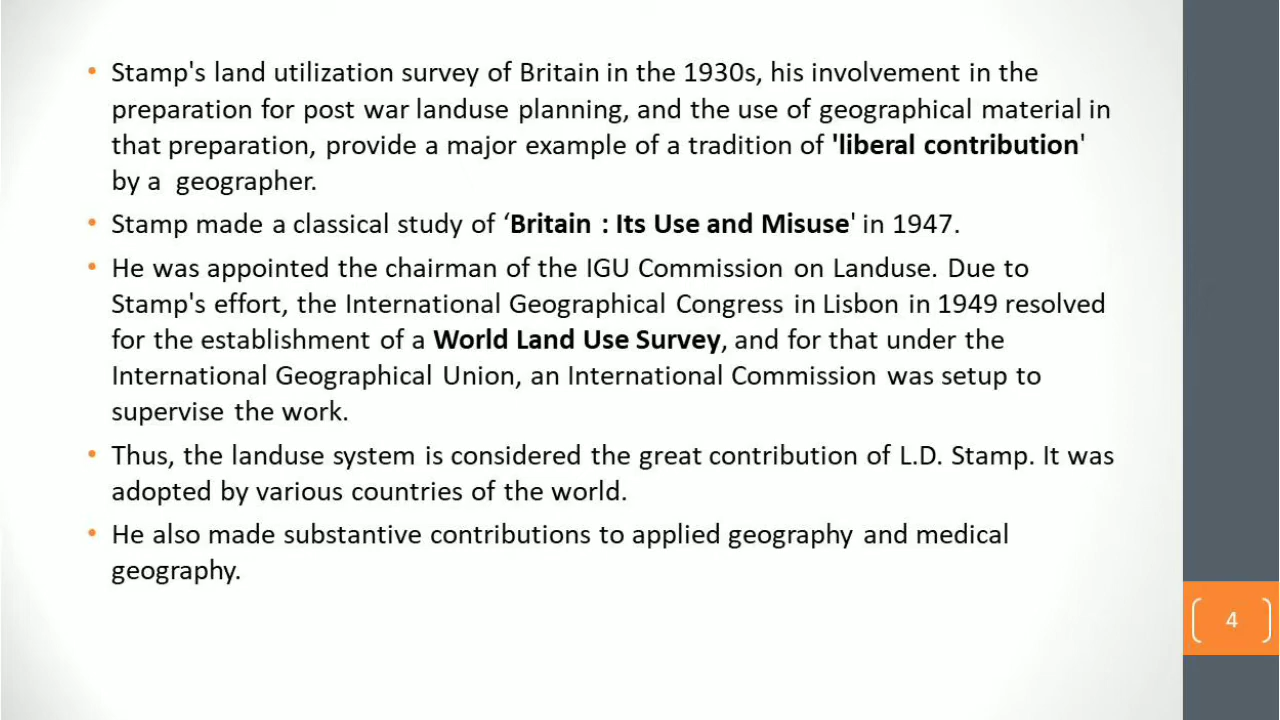 • Stamp's land utilization survey of Britain in the 1930s, his involvement in the
preparation for post war landuse planning, and the use of geographical material in
that preparation, provide a major example of a tradition of 'liberal contribution'
by a  geographer.
• Stamp made a classical study of ‘Britain : Its Use and Misuse' in 1947.
• He was appointed the chairman of the IGU Commission on Landuse. Due to
Stamp's effort, the International Geographical Congress in Lisbon in 1949 resolved
for the establishment of a World Land Use Survey, and for that under the
International Geographical Union, an International Commission was setup to
supervise the work.
• Thus, the landuse system is considered the great contribution of L.D. Stamp. It was
adopted by various countries of the world.
• He also made substantive contributions to applied geography and medical
geography.
4